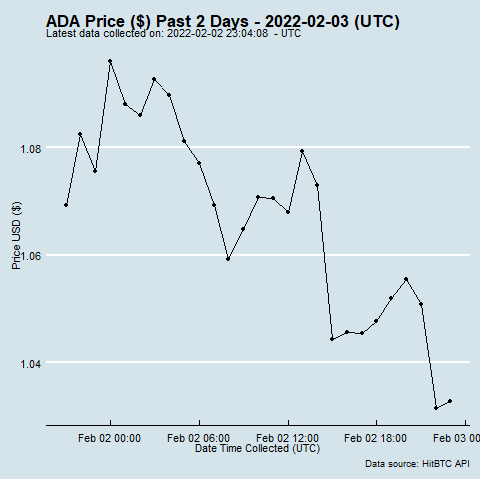 ADA Price ($) Past 2 Days - 2022-02-03 (UTC)
Latest data collected on: 2022-02-02 23:04:08  - UTC
Price USD ($)
1.08
1.06
1.04
Feb 02 00:00 Feb 02 06:00 Feb 02 12:00 Feb 02 18:00 Feb 03 00
Date Time Collected (UTC)
Data source: HitBTC API